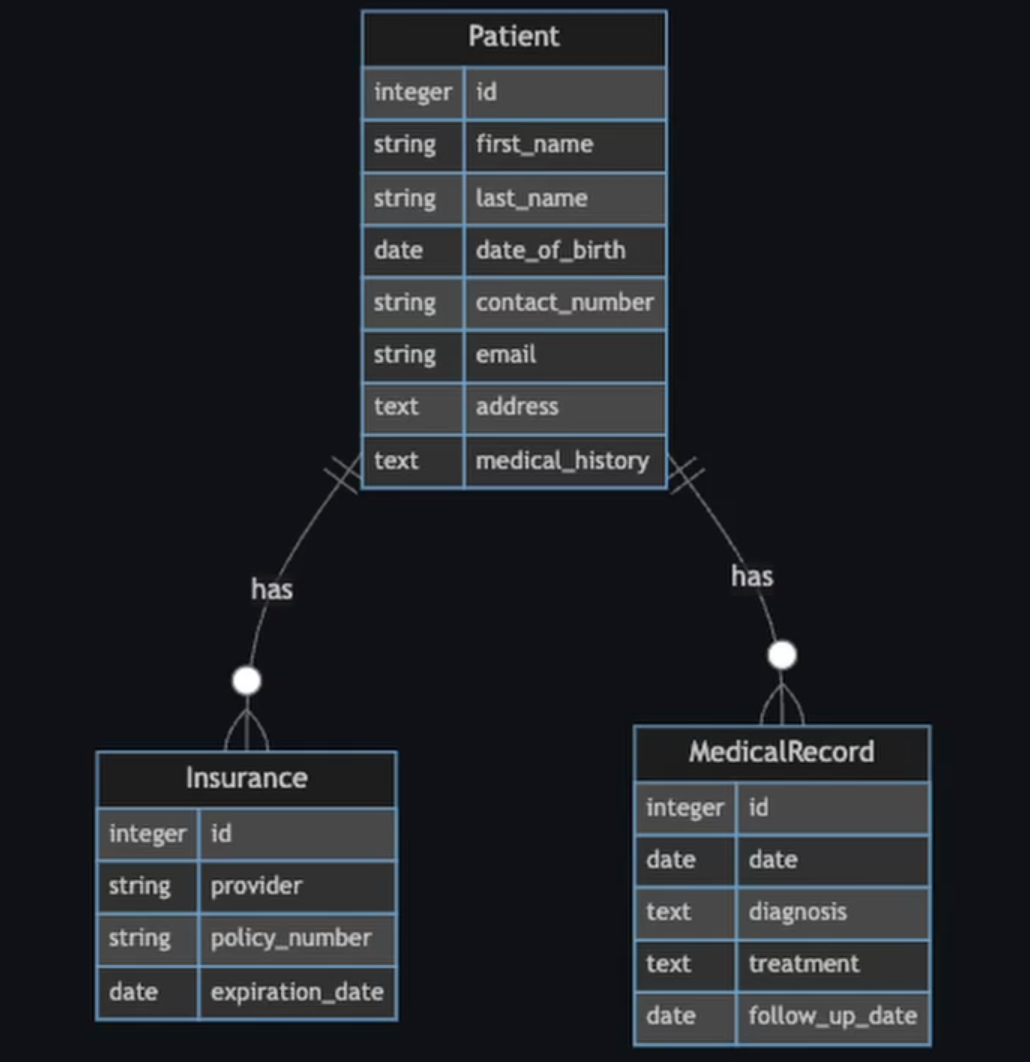 Patient
integer id
string first_name
string last_name
date date_of_birth
string contact_number
string email
text address
text medical_history
has
has
Insurance
integer id
string provider
string policy_number
date expiration_date
MedicalRecord
integer id
date date
text diagnosis
text treatment
date follow_up_date